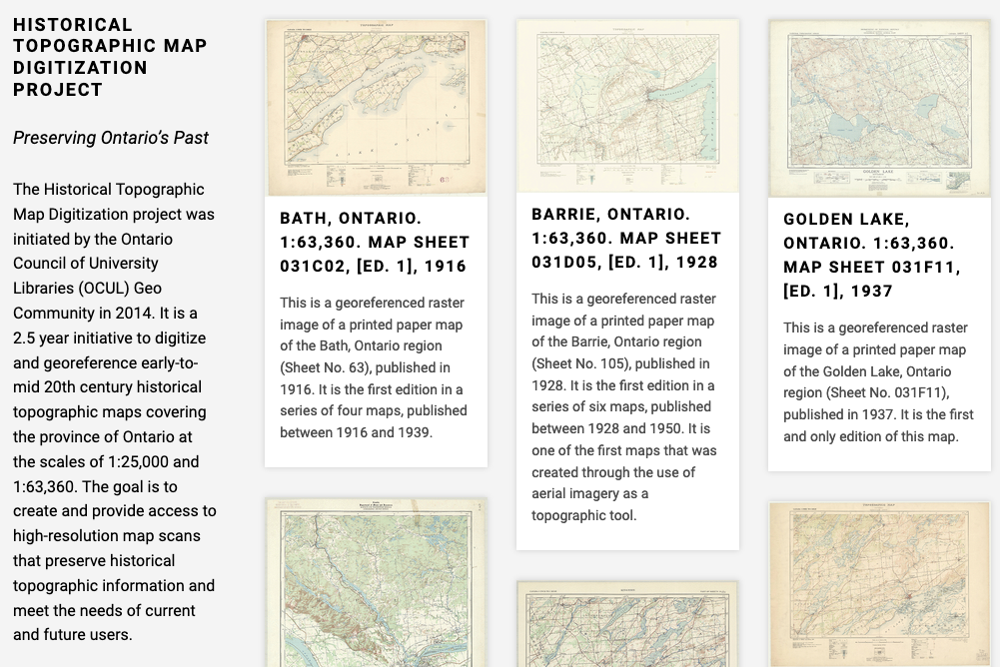 HISTORICAL
TOPOGRAPHIC MAP
DIGITIZATION
PROJECT
Preserving Ontario's Past
The Historical Topographic
Map Digitization project was
initiated by the Ontario
Council of University
Libraries (OCUL) Geo
Community in 2014. It is a
2.5 year initiative to digitize
and georeference early-to-
mid 20th century historical
topographic maps covering
the province of Ontario at
the scales of 1:25,000 and
1:63,360. The goal is to
create and provide access to
high-resolution map scans
that preserve historical
topographic information and
meet the needs of current
and future users.
BATH, ONTARIO.
1:63,360. MAP SHEET
031C02, [ED. 1], 1916
This is a georeferenced raster
image of a printed paper map
of the Bath, Ontario region
(Sheet No. 63), published in
1916. It is the first edition in a
series of four maps, published
between 1916 and 1939.
BARRIE, ONTARIO.
1:63,360. MAP SHEET
031D05, [ED. 1], 1928
This is a georeferenced raster
image of a printed paper map
of the Barrie, Ontario region
(Sheet No. 105), published in
1928. It is the first edition in a
series of six maps, published
between 1928 and 1950. It is
one of the first maps that was
created through the use of
aerial imagery as a
topographic tool.
GOLDEN LAKE,
ONTARIO. 1:63,360.
MAP SHEET 031F11,
[ED. 1], 1937
This is a georeferenced raster
image of a printed paper map
of the Golden Lake, Ontario
region (Sheet No. 031F11),
published in 1937. It is the first
and only edition of this map.
GOLDEN LAKE